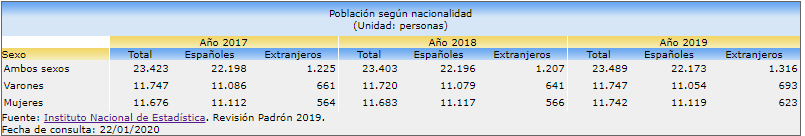 Población según nacionalidad
(Unidad: personas)
Año 2017 Año 2018 Año 2019
Sexo Total Españoles Extranjeros Total Españoles Extranjeros Total Españoles Extranjeros
Ambos sexos 23.423 22.198 1.225 23.403 22.196 1.207 23.489 22.173 1.316
Varones 11.747 11.086 661 11.720 11.079 641 11.747 11.054 693
Mujeres 11.676 11.112 564 11.683 11.117 566 11.742 11.119 623
Fuente: Instituto Nacional de Estadística. Revisión Padrón 2019.
Fecha de consulta: 22/01/2020